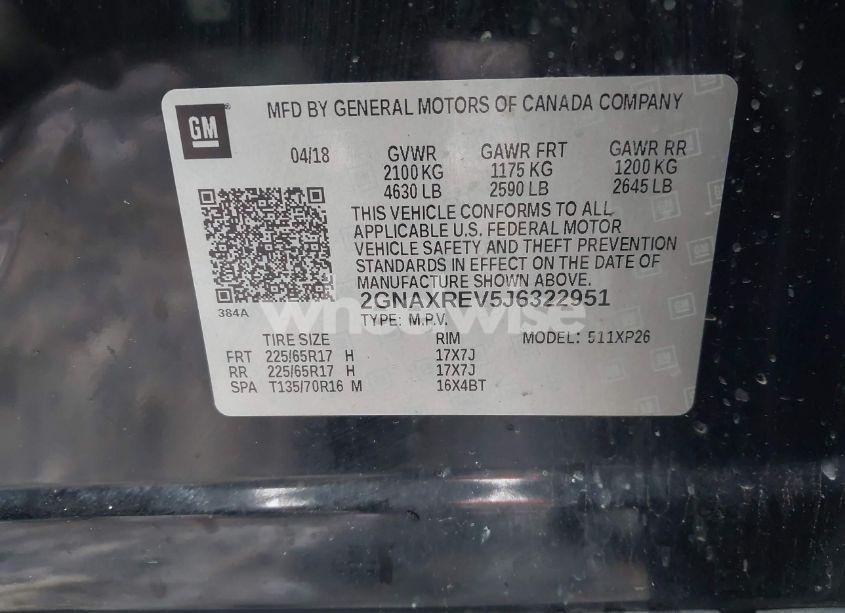 GM
MFD BY GENERAL MOTORS OF CANADA COMPANY
04/18 GVWR GAWR FRT GAWR RR
2100 KG 1175 KG 1200 KG
4630 LB 2590 LB 2645 LB
THIS VEHICLE CONFORMS TO ALL
APPLICABLE U.S. FEDERAL MOTOR
VEHICLE SAFETY AND THEFT PREVENTION
STANDARDS IN EFFECT ON THE DATE OF
MANUFACTURE SHOWN ABOVE.
384A
2GNAXREV5J6322951
wheelwise
TYPE: M.P.V.
TIRE SIZE RIM MODEL: 511XP26
FRT 225/65R17 H 17X7J
RR 225/65R17 H 17X7J
SPA T135/70R16 M 16X4BT